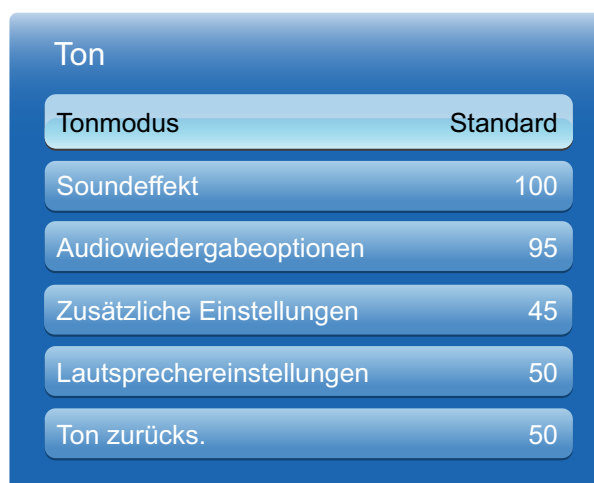 Ton
Tonmodus Standard
Soundeffekt 100
Audiowiedergabeoptionen 95
Zusätzliche Einstellungen 45
Lautsprechereinstellungen 50
Ton zurücks. 50